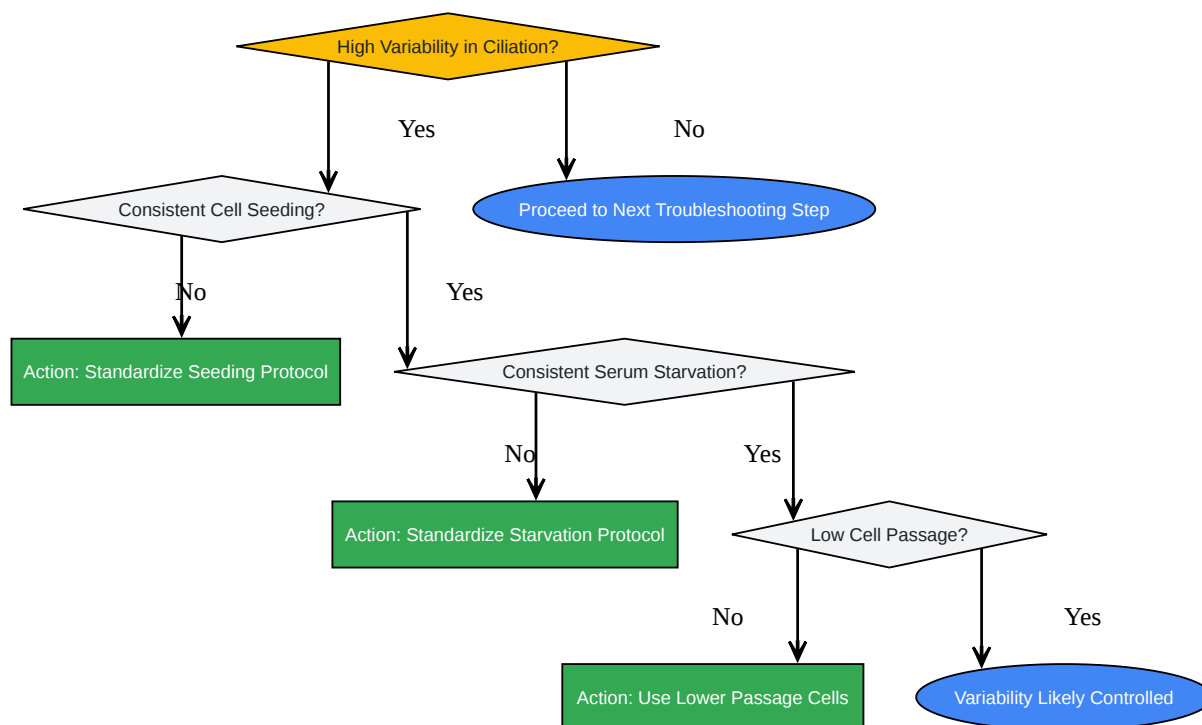 High Variability in Ciliation?
Yes
No
Consistent Cell Seeding?
Proceed to Next Troubleshooting Step
No
Yes
Action: Standardize Seeding Protocol
Consistent Serum Starvation?
No
Yes
Action: Standardize Starvation Protocol
Low Cell Passage?
No
Yes
Action: Use Lower Passage Cells
Variability Likely Controlled